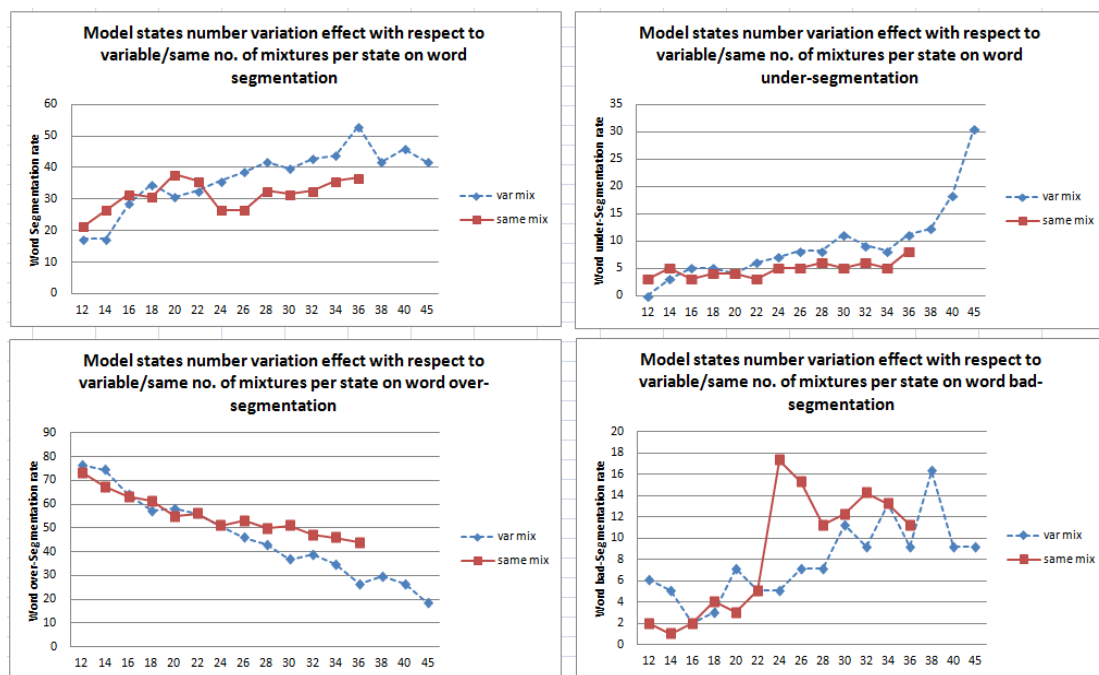 Model states number variation effect with respect to
variable/same no. of mixtures per state on word
segmentation
Word Segmentation rate
60
50
40
30
20
10
0
12 14 16 18 20 22 24 26 28 30 32 34 36 38 40 45
var mix
same mix
Model states number variation effect with respect to
variable/same no. of mixtures per state on word
under-segmentation
Word under-Segmentation rate
35
30
25
20
15
10
5
0
12 14 16 18 20 22 24 26 28 30 32 34 36 38 40 45
var mix
same mix
Model states number variation effect with respect to
variable/same no. of mixtures per state on word over-
segmentation
Word over-Segmentation rate
90
80
70
60
50
40
30
20
10
0
12 14 16 18 20 22 24 26 28 30 32 34 36 38 40 45
var mix
same mix
Model states number variation effect with respect to
variable/same no. of mixtures per state on word bad-
segmentation
Word bad-Segmentation rate
20
18
16
14
12
10
8
6
4
2
0
12 14 16 18 20 22 24 26 28 30 32 34 36 38 40 45
var mix
same mix